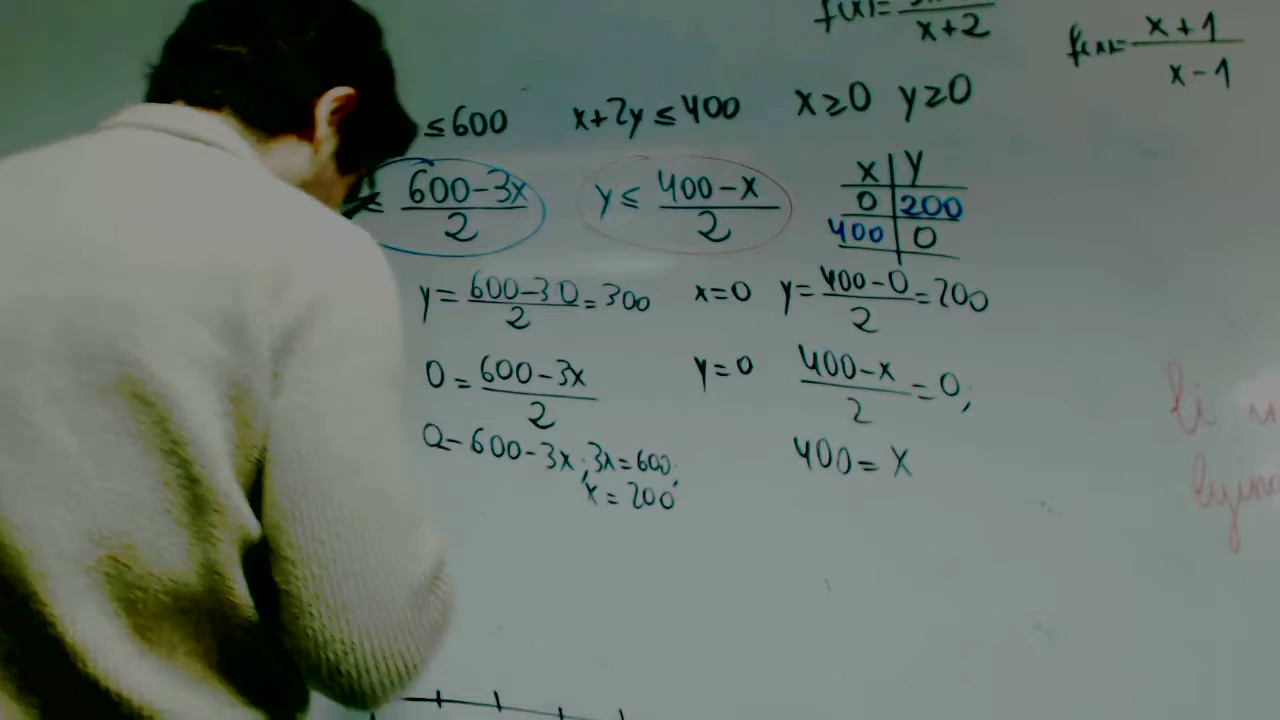 f(x)= /x+2
f(x)= x+1/x-1
≤600 x+2y≤400 x≥0 y≥0
≤ 600-3x/2 y≤ 400-x/2
x y
0 200
400 0
y= 600-30/2 =300 x=0 y= 400-0/2 =200
0= 600-3x/2 y=0 400-x/2 =0;
0-600-3x; 3x=600;
x=200
400=x
li